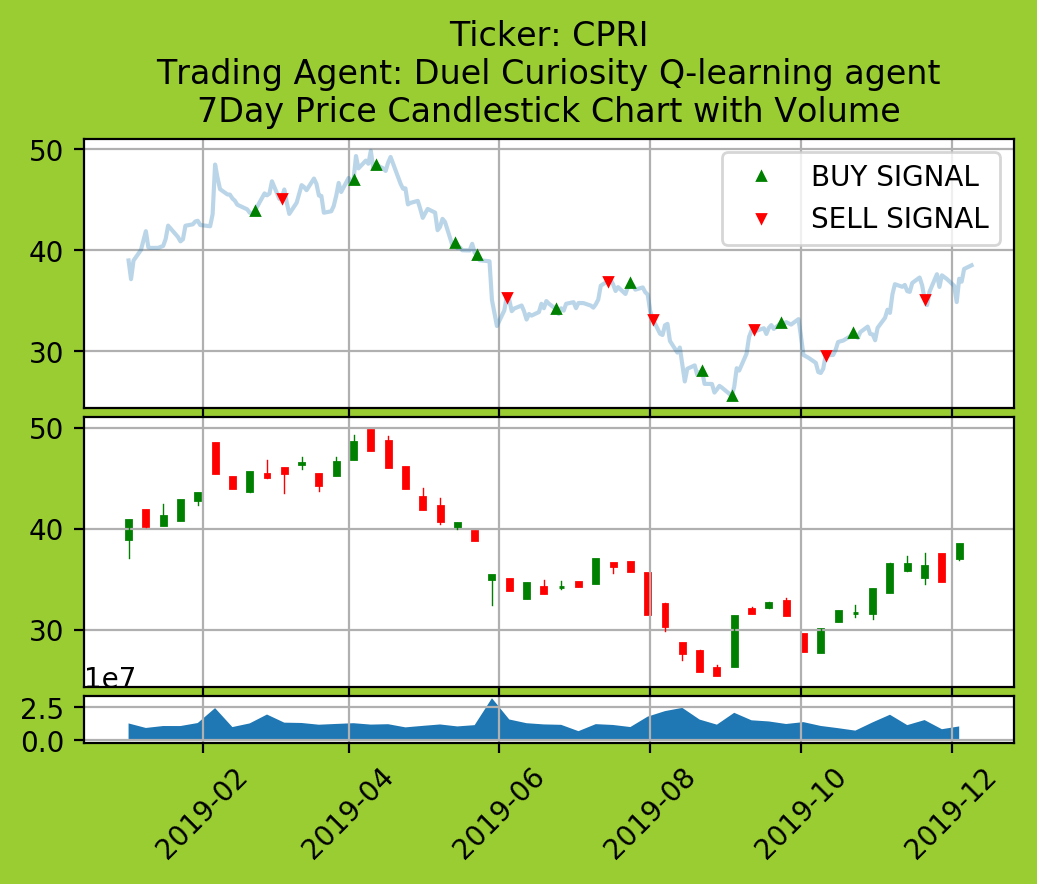 Ticker: CPRI
Trading Agent: Duel Curiosity Q-learning agent
7Day Price Candlestick Chart with Volume
50
40
30
BUY SIGNAL
SELL SIGNAL
50
40
30
1e7
2.5
0.0
2019-02
2019-04
2019-06
2019-08
2019-10
2019-12